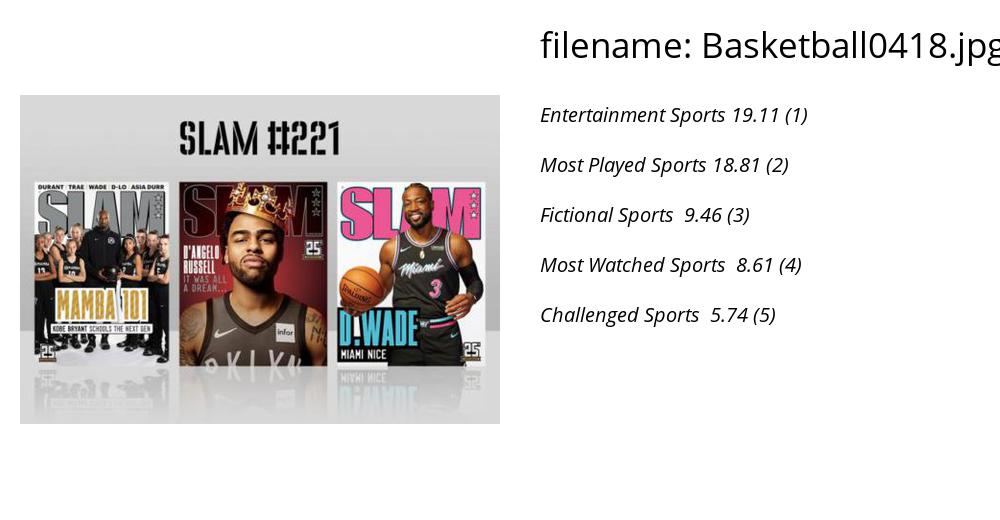 filename: Basketball0418.jpg
SLAM #221
DURANT TRAE WADE D-LO ASIA DURR
SLAM
MAMBA 101
KOBE BRYANT SCHOOLS THE NEXT GEN
25
SLAM
25
D'ANGELO
RUSSELL
IT WAS ALL
A DREAM...
infor
SLAM
Miami
3
SPALDING
D.WADE
MIAMI NICE
25
Entertainment Sports 19.11 (1)
Most Played Sports 18.81 (2)
Fictional Sports 9.46 (3)
Most Watched Sports 8.61 (4)
Challenged Sports 5.74 (5)